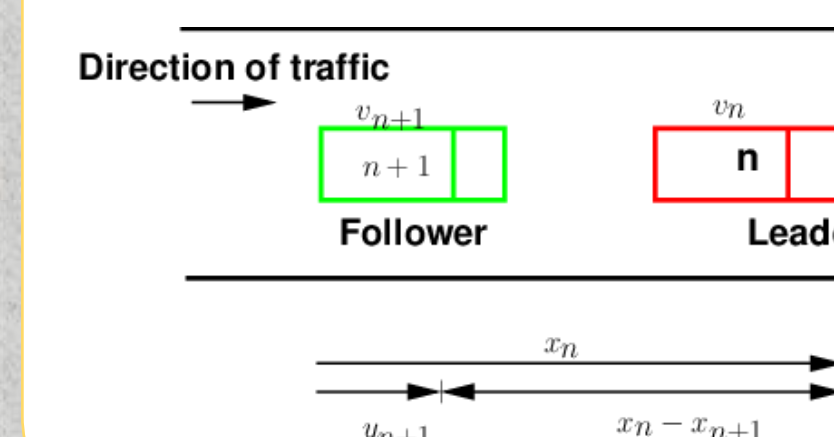 Direction of traffic
v_{n+1} v_n
n + 1 n
Follower
x_n
x_n − x_{n+1}